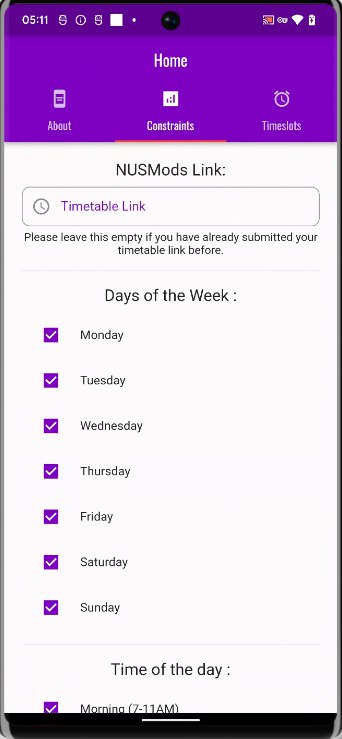 05:11
Home
About
Constraints
Timeslots
NUSMods Link:
Timetable Link
Please leave this empty if you have already submitted your
timetable link before.
Days of the Week :
Monday
Tuesday
Wednesday
Thursday
Friday
Saturday
Sunday
Time of the day :
Morning (7-11AM)